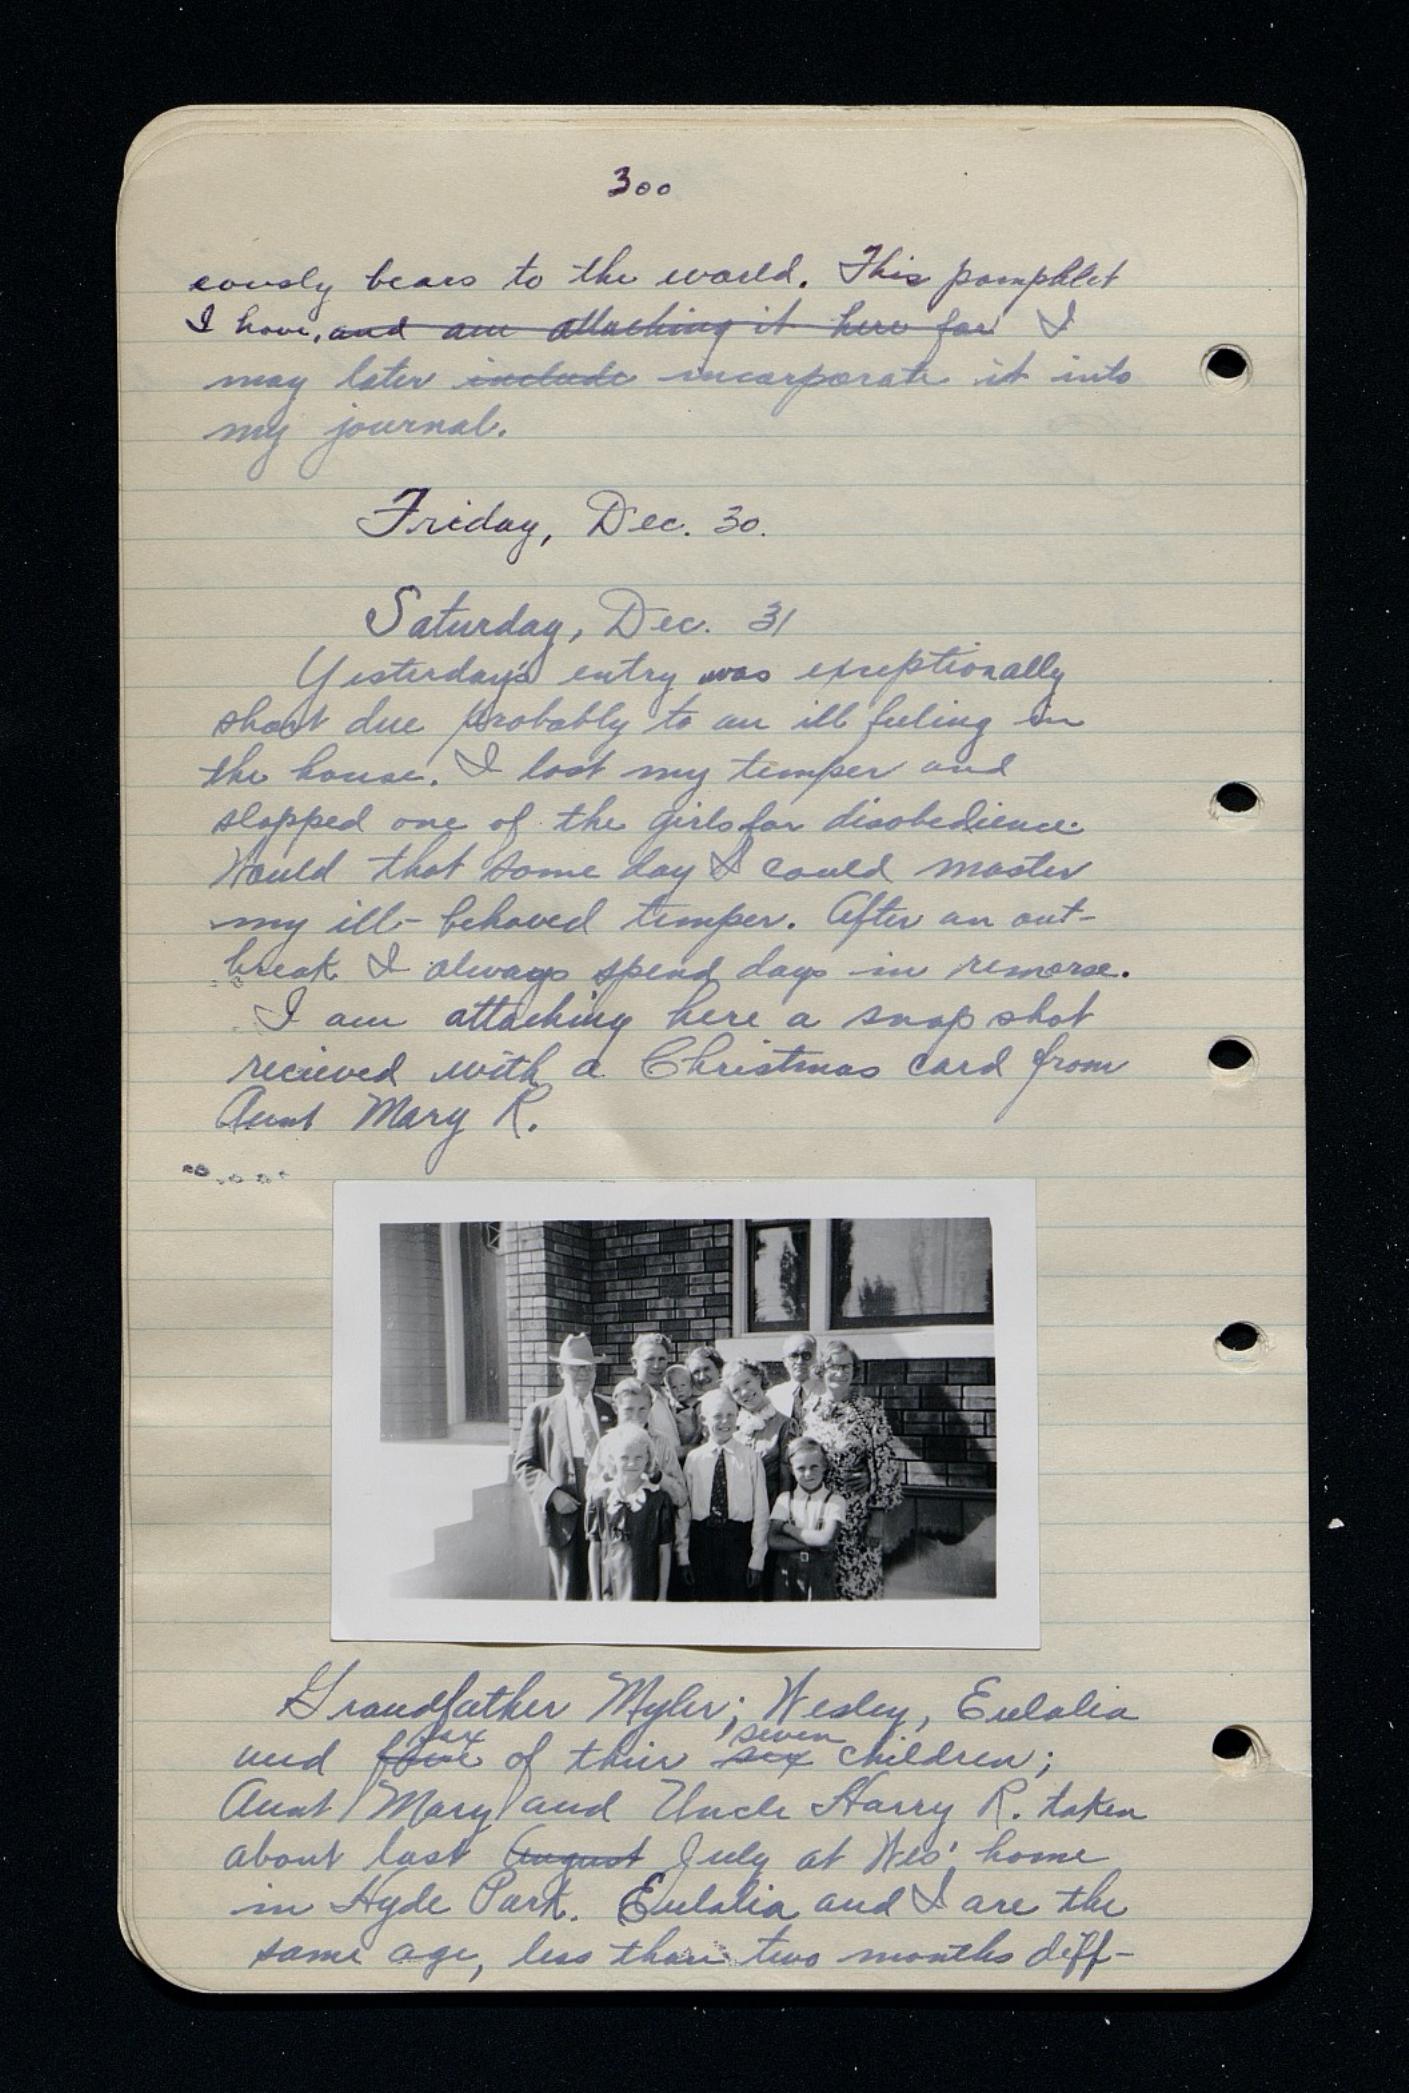 300
eously bears to the world. This pamphlet
I have, and am attaching it here for I
may later include incorporate it into
my journal.
Friday, Dec. 30.
Saturday, Dec. 31
Yesterday's entry was exceptionally
short due probably to an ill feeling in
the house. I lost my temper and
slapped one of the girls for disobedience.
Would that some day I could master
my ill-behaved temper. After an out-
break I always spend days in remorse.
I am attaching here a snap shot
recieved with a Christmas card from
Aunt Mary R.
Grandfather Myler; Wesley, Eulalia
six seven
and five of their six children;
Aunt Mary and Uncle Harry R. taken
about last August July at Wes' home
in Hyde Park. Eulalia and I are the
same age, less than two months diff-